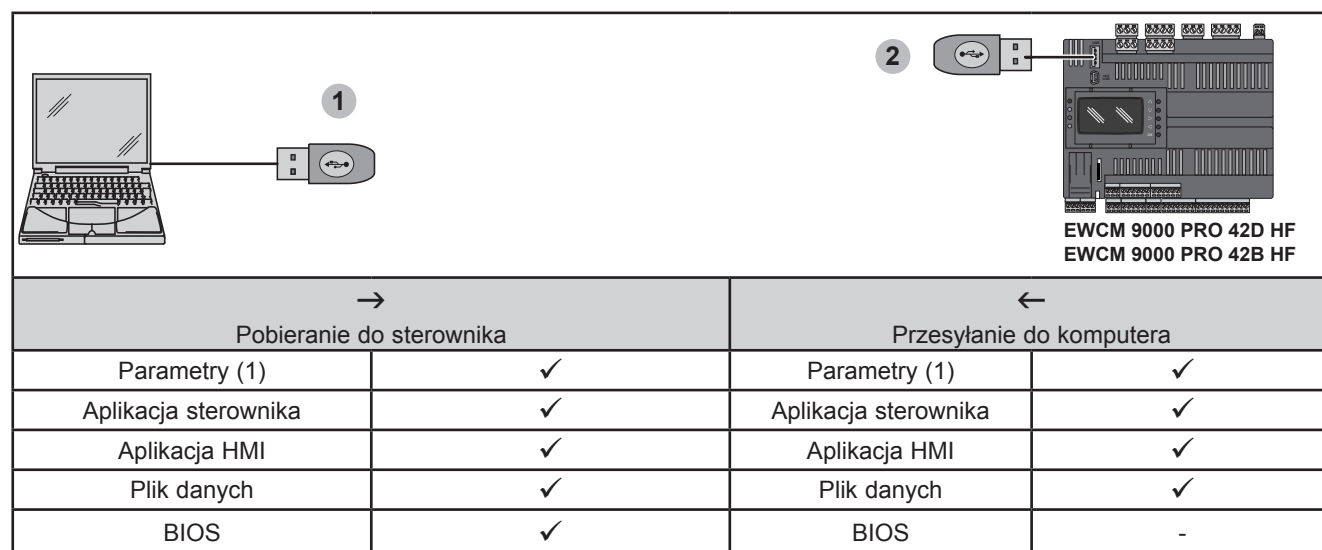 1
2
EWCM 9000 PRO 42D HF
EWCM 9000 PRO 42B HF
→ ←
Pobieranie do sterownika Przesyłanie do komputera
Parametry (1) ✓ Parametry (1) ✓
Aplikacja sterownika ✓ Aplikacja sterownika ✓
Aplikacja HMI ✓ Aplikacja HMI ✓
Plik danych ✓ Plik danych ✓
BIOS ✓ BIOS -